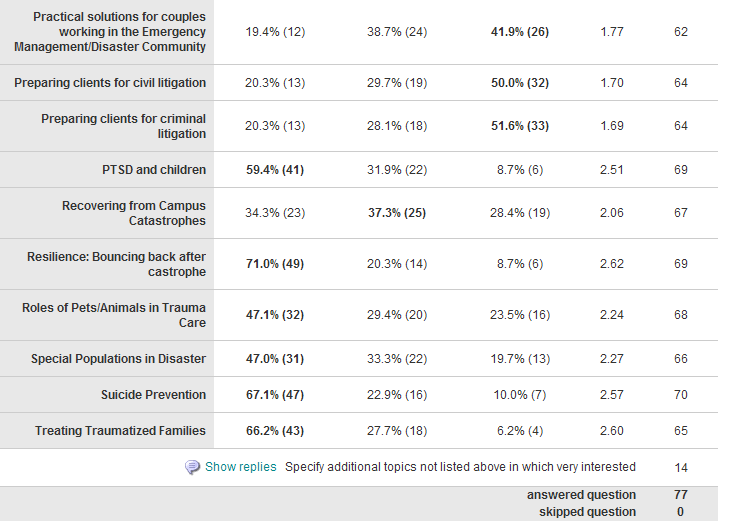 Practical solutions for couples
working in the Emergency
Management/Disaster Community
19.4% (12) 38.7% (24) 41.9% (26) 1.77 62
Preparing clients for civil litigation 20.3% (13) 29.7% (19) 50.0% (32) 1.70 64
Preparing clients for criminal
litigation
20.3% (13) 28.1% (18) 51.6% (33) 1.69 64
PTSD and children 59.4% (41) 31.9% (22) 8.7% (6) 2.51 69
Recovering from Campus
Catastrophes
34.3% (23) 37.3% (25) 28.4% (19) 2.06 67
Resilience: Bouncing back after
castrophe
71.0% (49) 20.3% (14) 8.7% (6) 2.62 69
Roles of Pets/Animals in Trauma
Care
47.1% (32) 29.4% (20) 23.5% (16) 2.24 68
Special Populations in Disaster 47.0% (31) 33.3% (22) 19.7% (13) 2.27 66
Suicide Prevention 67.1% (47) 22.9% (16) 10.0% (7) 2.57 70
Treating Traumatized Families 66.2% (43) 27.7% (18) 6.2% (4) 2.60 65
Show replies Specify additional topics not listed above in which very interested 14
answered question 77
skipped question 0